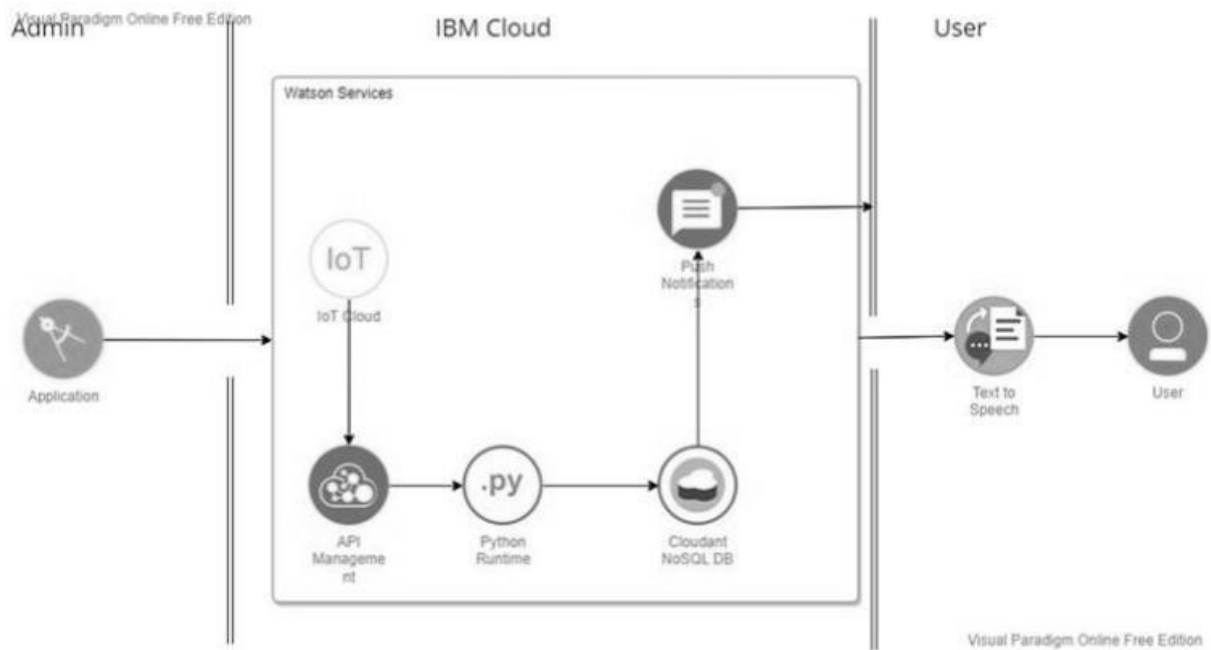 Visual Paradigm Online Free Edition
Admin
IBM Cloud
User
Watson Services
IoT
IoT Cloud
Push
Notification
s
Application
Text to
Speech
User
.py
API
Manageme
nt
Python
Runtime
Cloudant
NoSQL DB
Visual Paradigm Online Free Edition